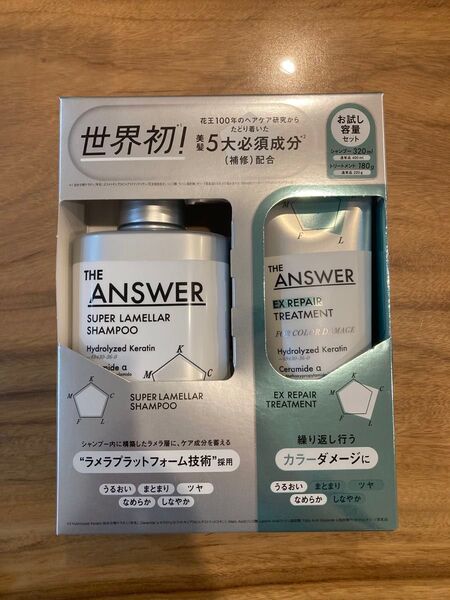 世界初!
花王100年のヘアケア研究から
たどり着いた
美髪5大必須成分
(補修)配合
お試し
容量
セット
シャンプー 320ml
通常品 400ml
トリートメント 180g
通常品 220g
THE
ANSWER
SUPER LAMELLAR
SHAMPOO
Hydrolyzed Keratin
Ceramide α
K
M
C
F
L
SUPER LAMELLAR
SHAMPOO
M
F
L
THE
ANSWER
EX REPAIR
TREATMENT
FOR COLOR DAMAGE
Hydrolyzed Keratin
Ceramide α
K
M
C
F
L
EX REPAIR
TREATMENT
シャンプー内に構築したラメラ層に、ケア成分を蓄える
“ラメラプラットフォーム技術”採用
うるおい まとまり ツヤ
なめらか しなやか
繰り返し行う
カラーダメージに
うるおい まとまり ツヤ
なめらか しなやか